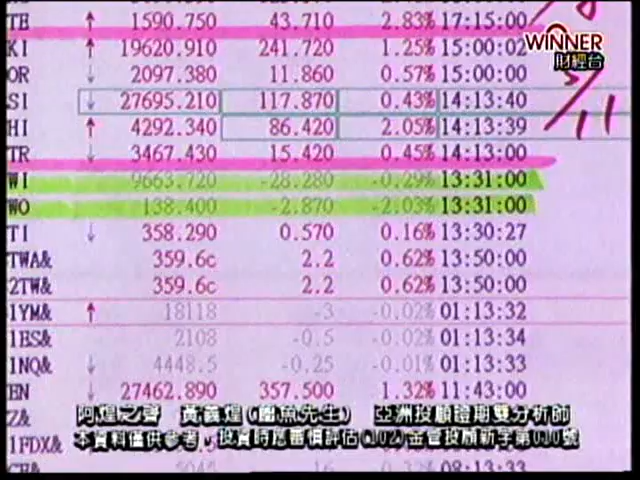 TE ↑ 1590.750 43.710 2.83% 17:15:00
WINNER
財經台
KI ↑ 19620.910 241.720 1.25% 15:00:02
OR ↓ 2097.380 11.860 0.57% 15:00:00
SI ↓ 27695.210 117.870 0.43% 14:13:40
HI ↑ 4292.340 86.420 2.05% 14:13:39
TR ↓ 3467.430 15.420 0.45% 14:13:00
WI 9663.720 -28.280 -0.29% 13:31:00
WO 138.400 -2.870 -2.03% 13:31:00
TI ↓ 358.290 0.570 0.16% 13:30:27
TWA& 359.6c 2.2 0.62% 13:50:00
2TW& 359.6c 2.2 0.62% 13:50:00
1YM& ↑ 18118 -3 -0.02% 01:13:32
1ES& 2108 -0.5 -0.02% 01:13:34
1NQ& ↓ 4448.5 -0.25 -0.01% 01:13:33
EN ↓ 27462.890 357.500 1.32% 11:43:00
Z&
阿煌之聲 黃義煌(鱷魚先生) 亞洲投顧證期雙分析師
1FDX&
本資料僅供參考,投資時應審慎評估(102)金管投顧新字第010號
08:13:33